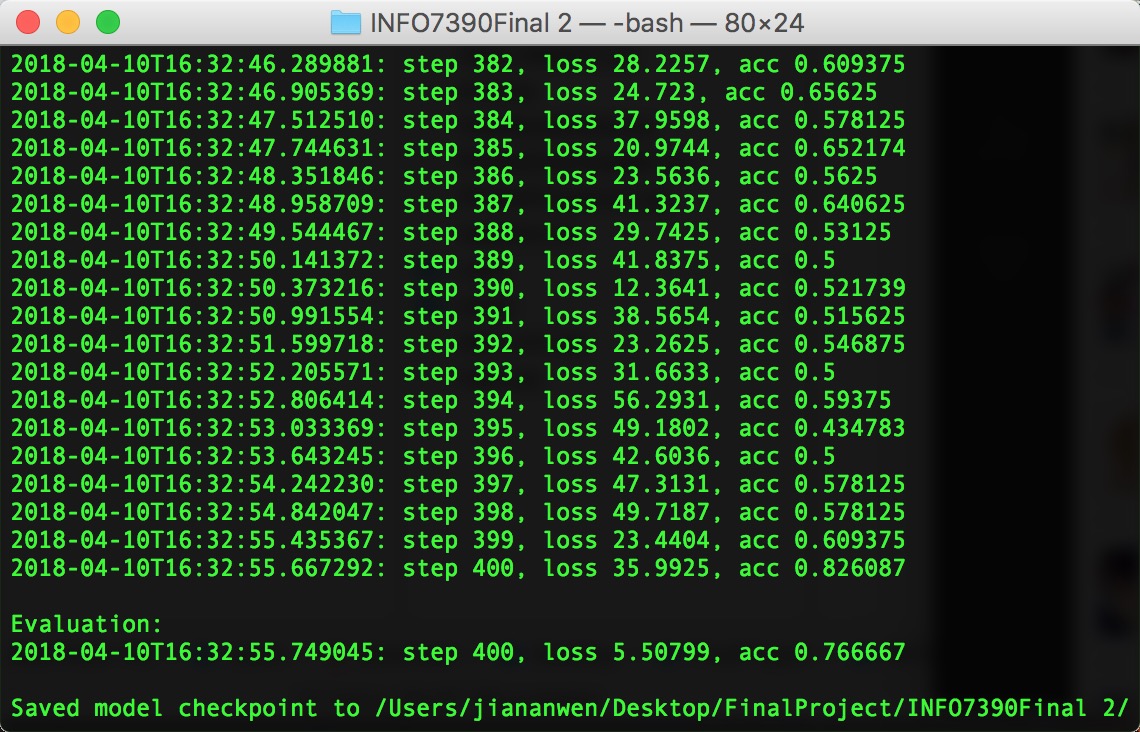 INFO7390Final 2 — -bash — 80×24
2018-04-10T16:32:46.289881: step 382, loss 28.2257, acc 0.609375
2018-04-10T16:32:46.905369: step 383, loss 24.723, acc 0.65625
2018-04-10T16:32:47.512510: step 384, loss 37.9598, acc 0.578125
2018-04-10T16:32:47.744631: step 385, loss 20.9744, acc 0.652174
2018-04-10T16:32:48.351846: step 386, loss 23.5636, acc 0.5625
2018-04-10T16:32:48.958709: step 387, loss 41.3237, acc 0.640625
2018-04-10T16:32:49.544467: step 388, loss 29.7425, acc 0.53125
2018-04-10T16:32:50.141372: step 389, loss 41.8375, acc 0.5
2018-04-10T16:32:50.373216: step 390, loss 12.3641, acc 0.521739
2018-04-10T16:32:50.991554: step 391, loss 38.5654, acc 0.515625
2018-04-10T16:32:51.599718: step 392, loss 23.2625, acc 0.546875
2018-04-10T16:32:52.205571: step 393, loss 31.6633, acc 0.5
2018-04-10T16:32:52.806414: step 394, loss 56.2931, acc 0.59375
2018-04-10T16:32:53.033369: step 395, loss 49.1802, acc 0.434783
2018-04-10T16:32:53.643245: step 396, loss 42.6036, acc 0.5
2018-04-10T16:32:54.242230: step 397, loss 47.3131, acc 0.578125
2018-04-10T16:32:54.842047: step 398, loss 49.7187, acc 0.578125
2018-04-10T16:32:55.435367: step 399, loss 23.4404, acc 0.609375
2018-04-10T16:32:55.667292: step 400, loss 35.9925, acc 0.826087
Evaluation:
2018-04-10T16:32:55.749045: step 400, loss 5.50799, acc 0.766667
Saved model checkpoint to /Users/jiananwen/Desktop/FinalProject/INFO7390Final 2/